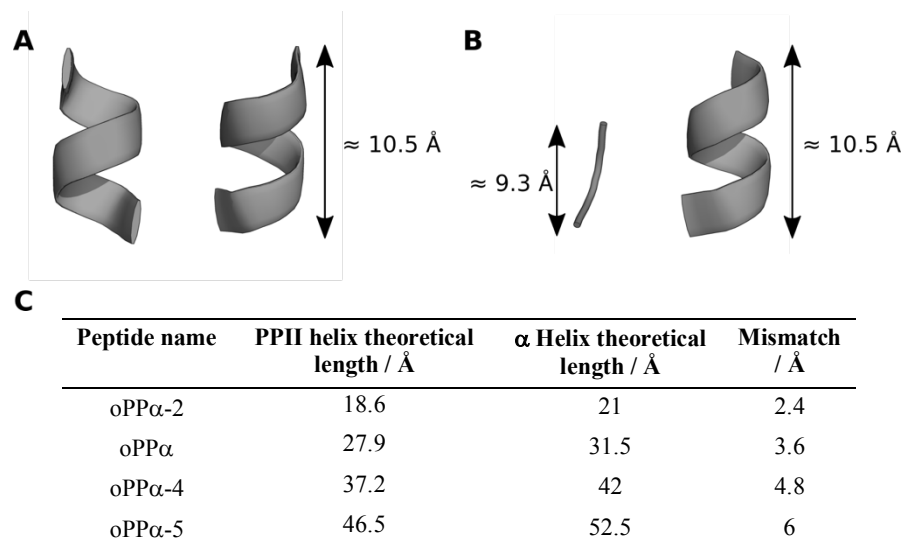 A
≈ 10.5 Å
B
≈ 9.3 Å
≈ 10.5 Å
C
Peptide name PPII helix theoretical length / Å α Helix theoretical length / Å Mismatch / Å
oPPα-2 18.6 21 2.4
oPPα 27.9 31.5 3.6
oPPα-4 37.2 42 4.8
oPPα-5 46.5 52.5 6